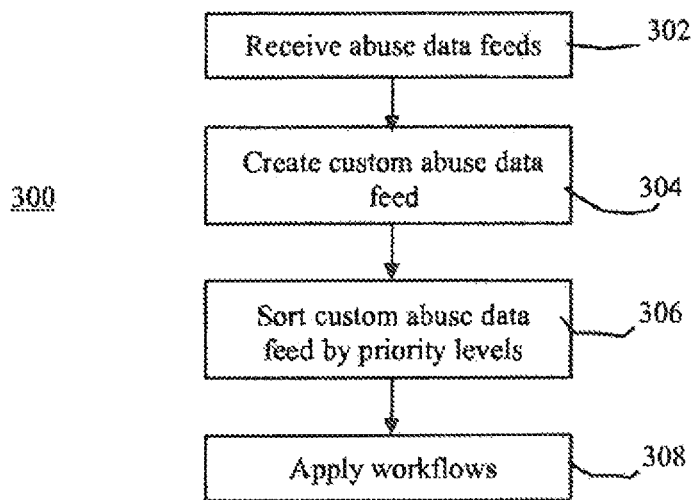 Receive abuse data feeds
302
Create custom abuse data
feed
304
300
Sort custom abuse data
feed by priority levels
306
Apply workflows
308